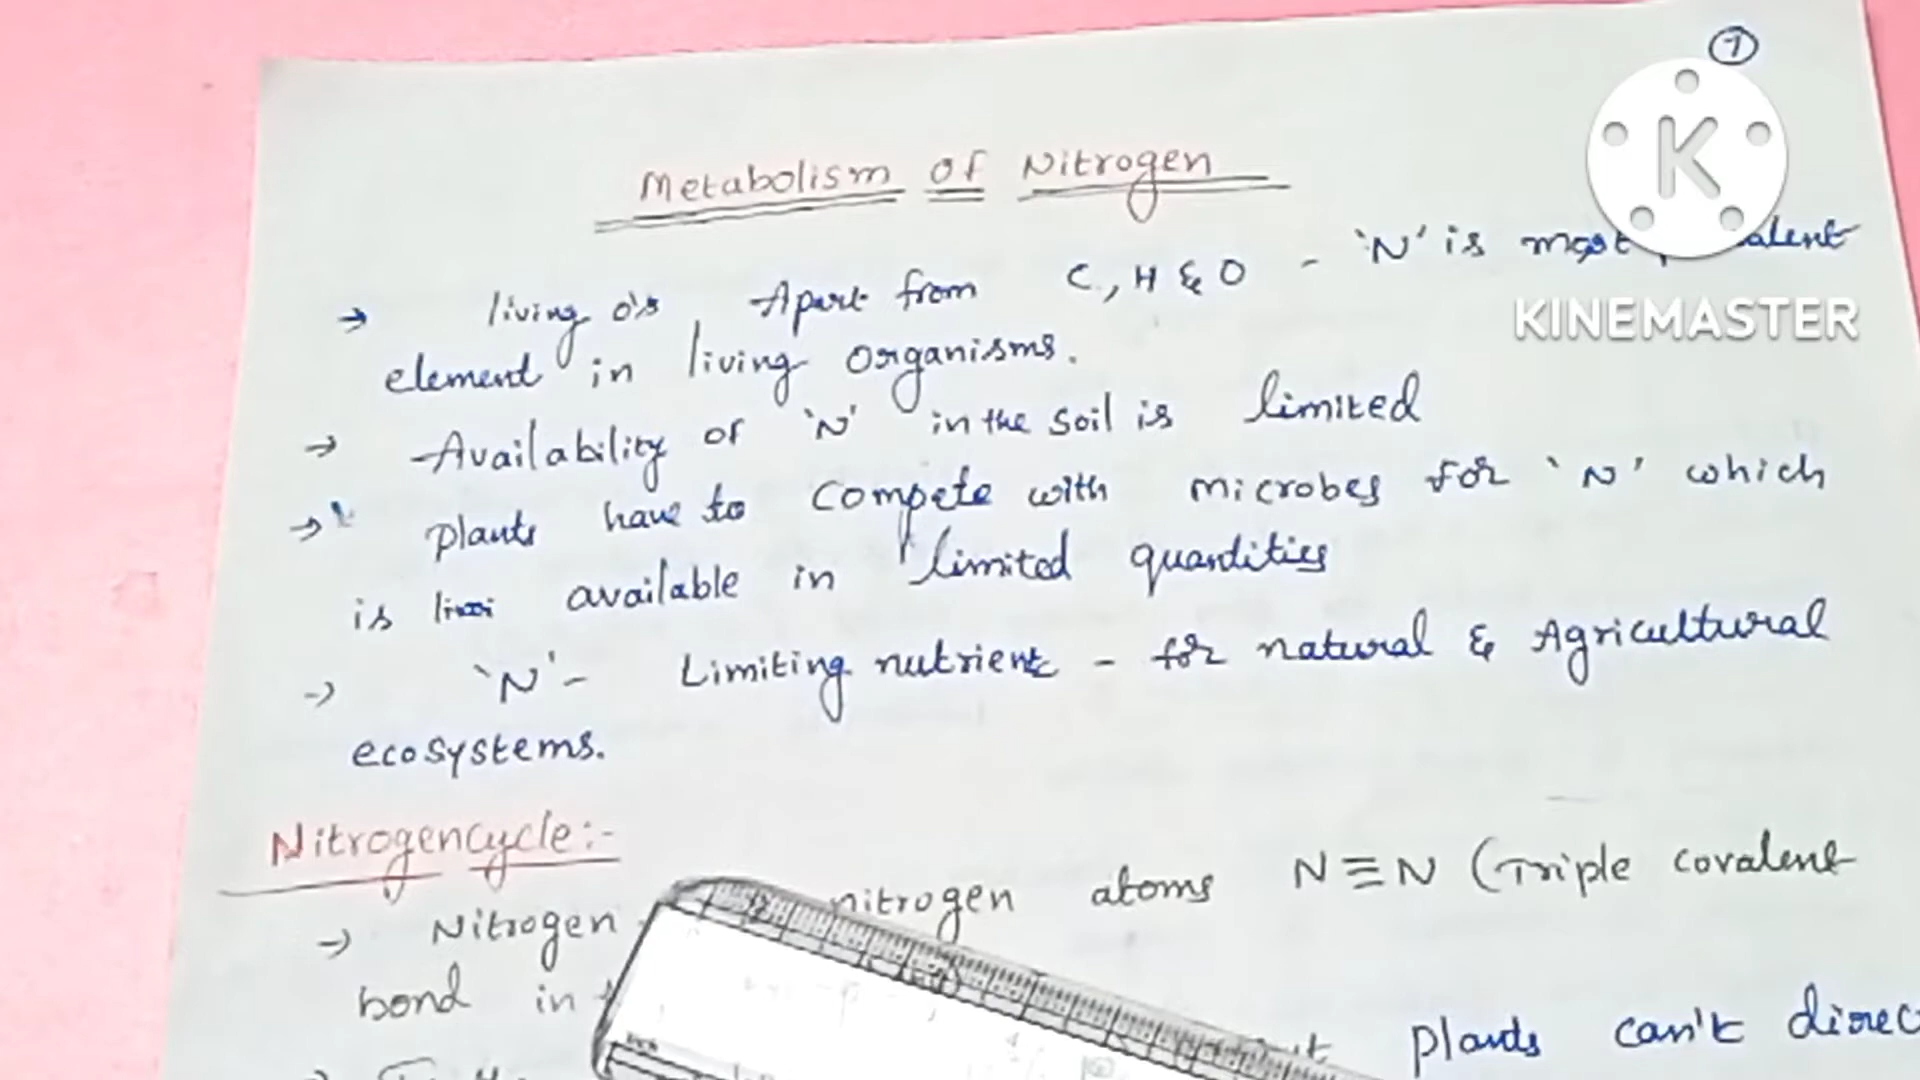 7
Metabolism of Nitrogen
→ living o's Apart from C, H & O - 'N' is most
element in living organisms.
→ Availability of 'N' in the soil is limited
→ plants have to compete with microbes for 'N' which
is available in limited quantities
→ 'N' - Limiting nutrient - for natural & Agricultural
ecosystems.
Nitrogencycle:-
→ Nitrogen nitrogen atoms N≡N (Triple covalent
bond in
plants can't direc
KINEMASTER